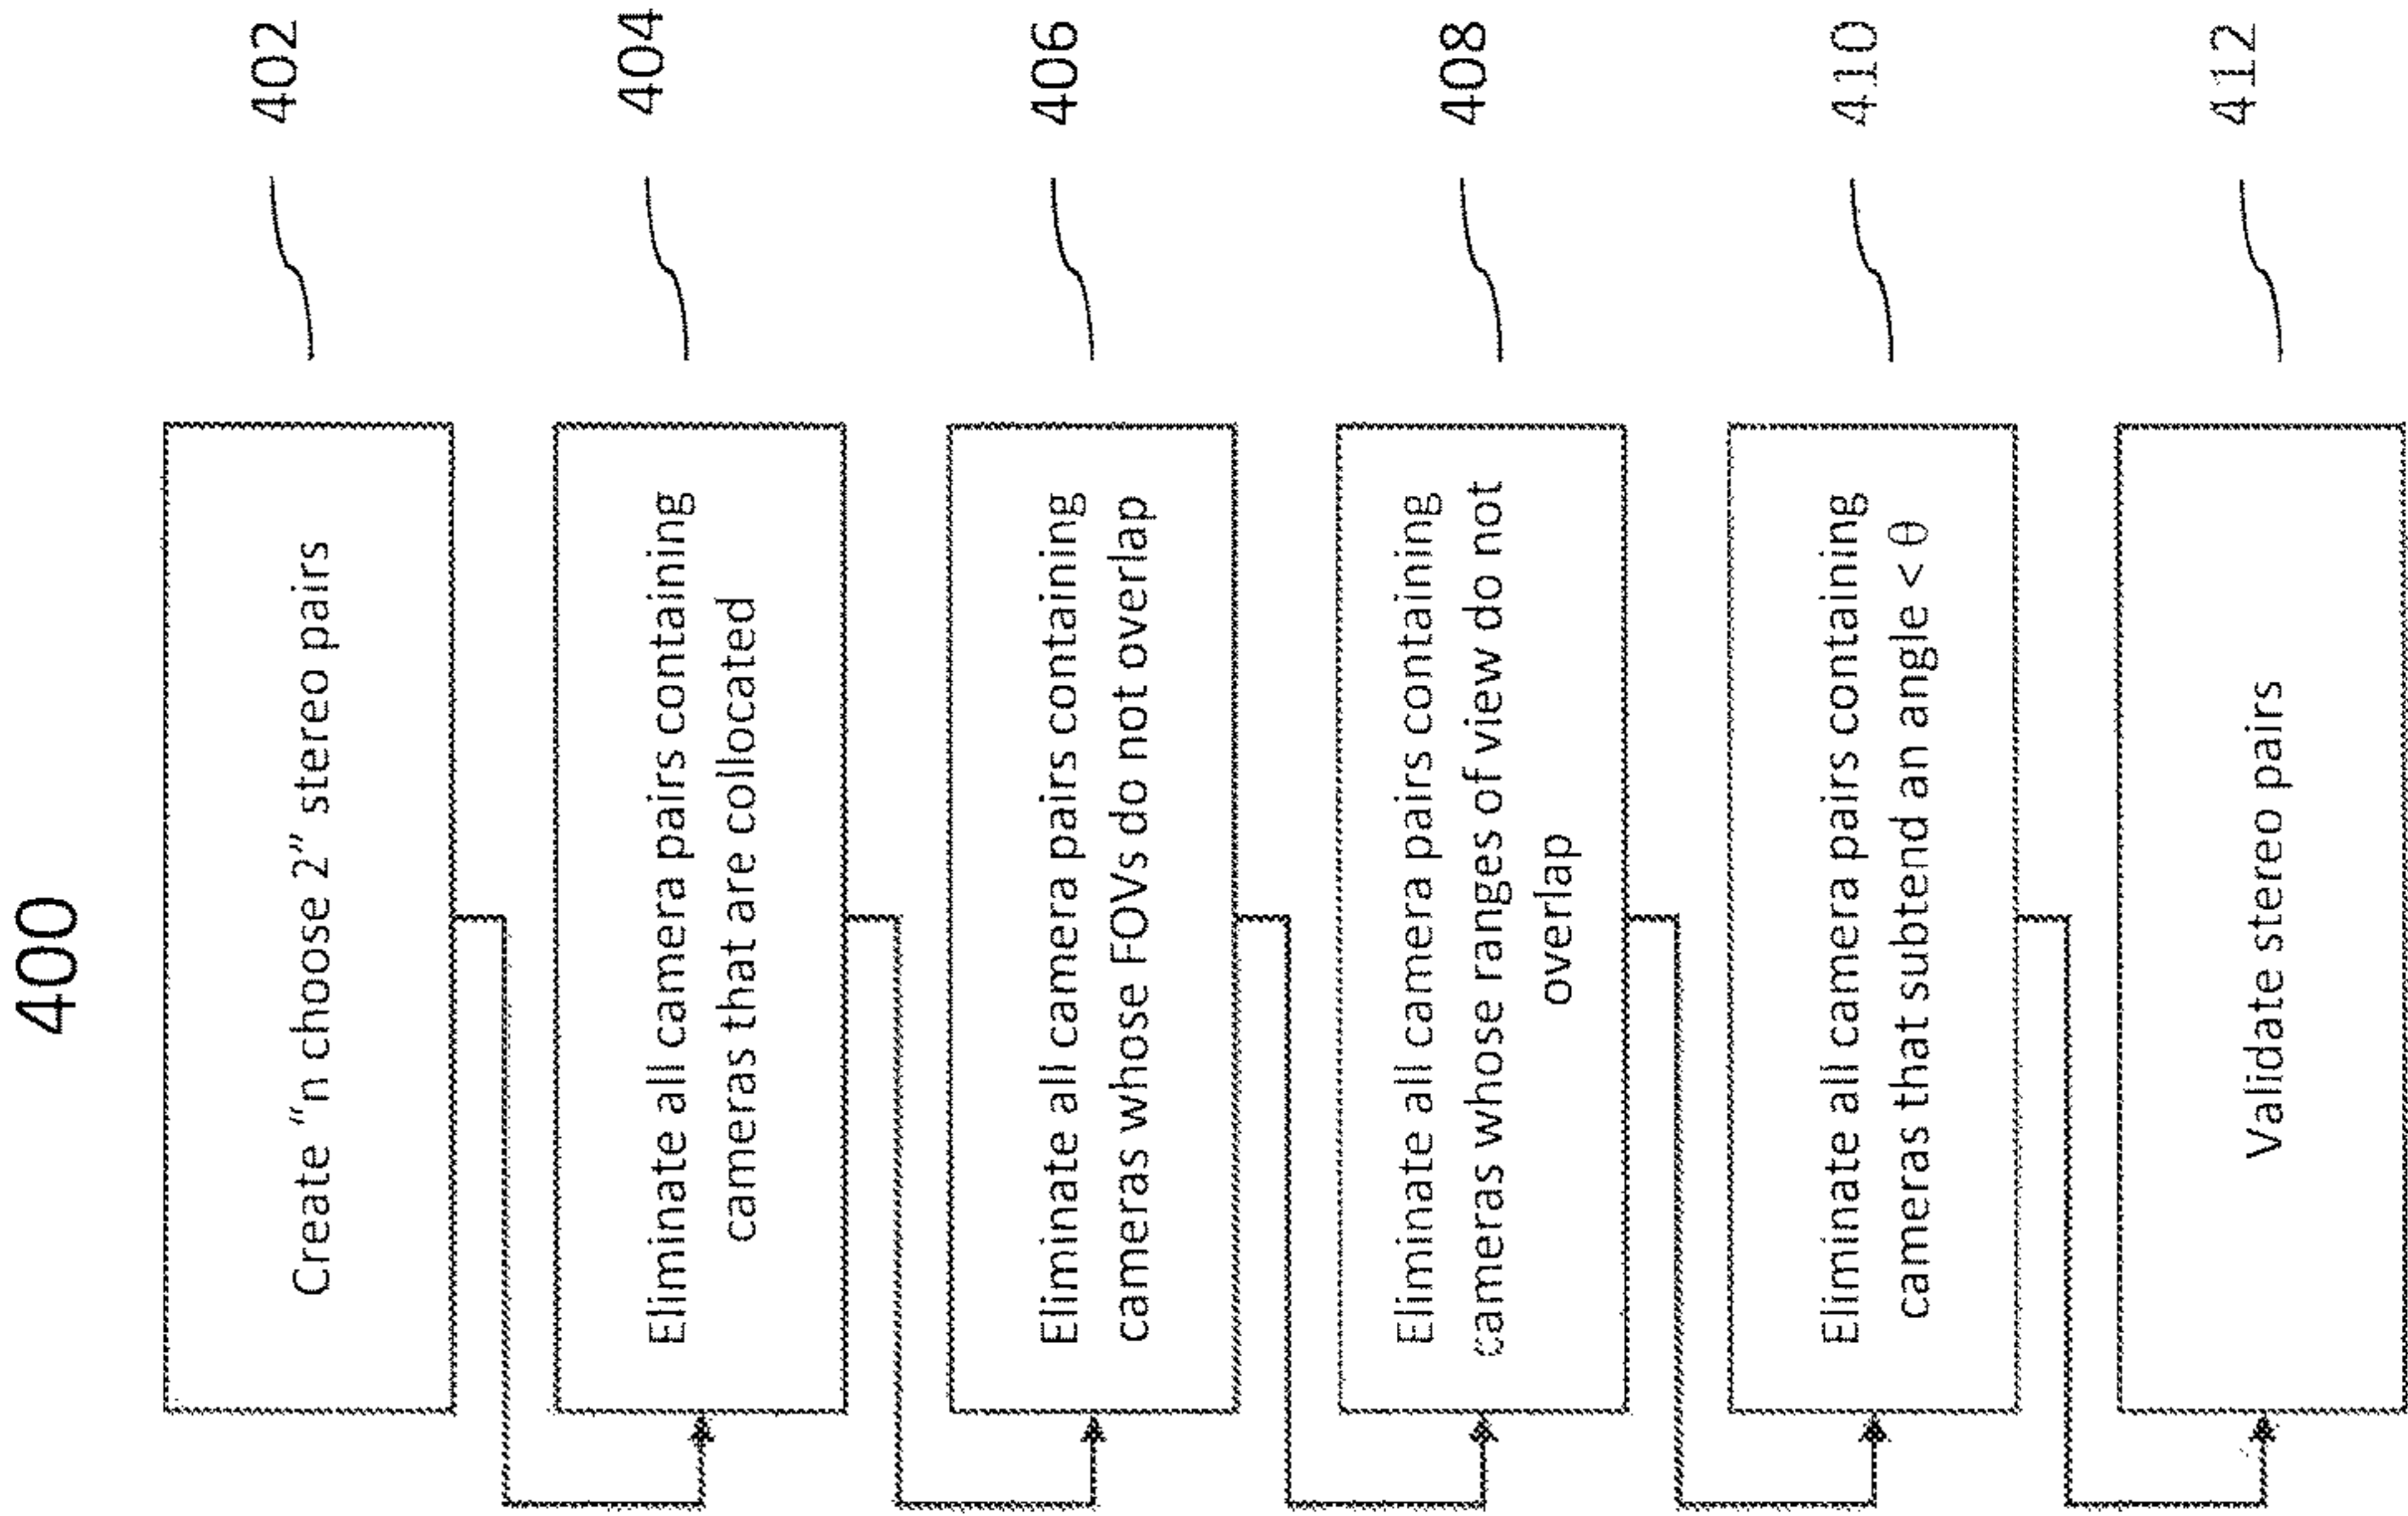 400
Create “n choose 2” stereo pairs
402
Eliminate all camera pairs containing
cameras that are collocated
404
Eliminate all camera pairs containing
cameras whose FOVs do not overlap
406
Eliminate all camera pairs containing
cameras whose ranges of view do not
overlap
408
Eliminate all camera pairs containing
cameras that subtend an angle < θ
410
Validate stereo pairs
412